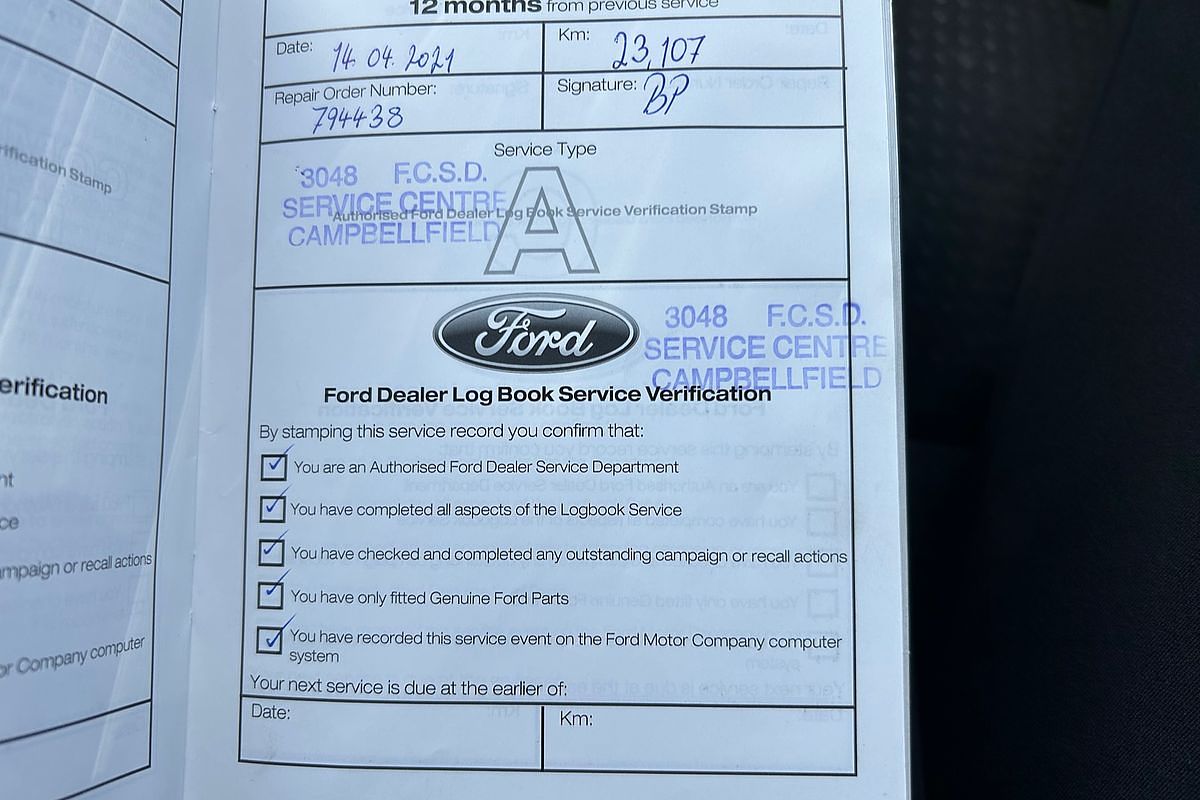 12 months from previous service
Date: 14.04.2021 Km: 23,107
Repair Order Number: 794438 Signature: BP
Service Type
3048 F.C.S.D.
SERVICE CENTRE
CAMPBELLFIELD
Authorised Ford Dealer Log Book Service Verification Stamp
A
Ford
3048 F.C.S.D.
SERVICE CENTRE
CAMPBELLFIELD
Ford Dealer Log Book Service Verification
By stamping this service record you confirm that:
You are an Authorised Ford Dealer Service Department
You have completed all aspects of the Logbook Service
You have checked and completed any outstanding campaign or recall actions
You have only fitted Genuine Ford Parts
You have recorded this service event on the Ford Motor Company computer
system
Your next service is due at the earlier of:
Date: Km:
Stamp
or recall actions
Company computer